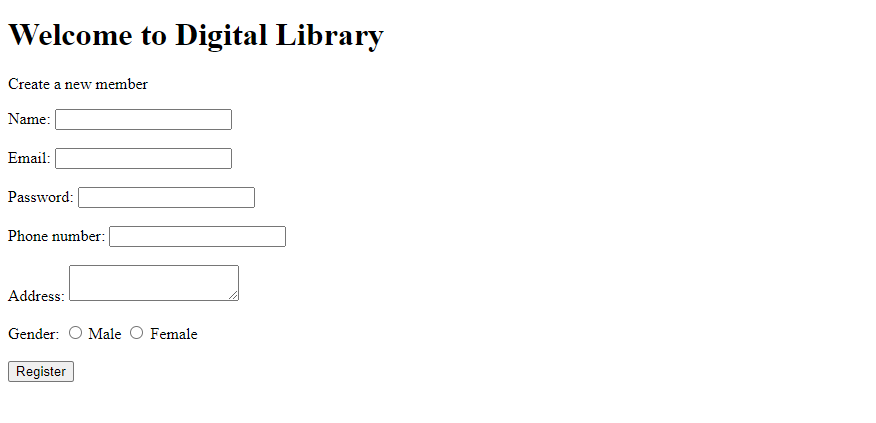 Welcome to Digital Library
Create a new member
Name:
Email:
Password:
Phone number:
Address:
Gender: Male Female
Register